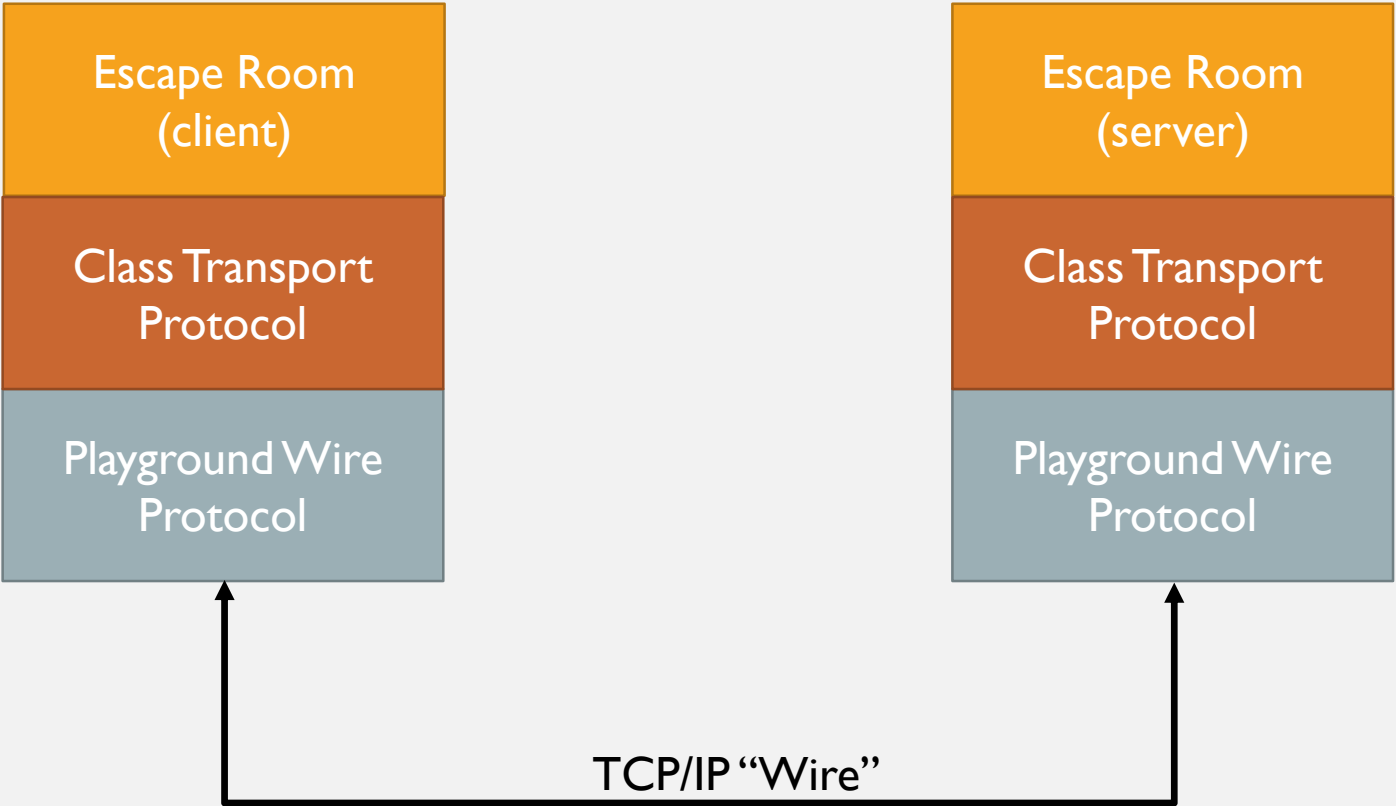 Escape Room
(client)
Class Transport
Protocol
Playground Wire
Protocol
Escape Room
(server)
Class Transport
Protocol
Playground Wire
Protocol
TCP/IP “Wire”